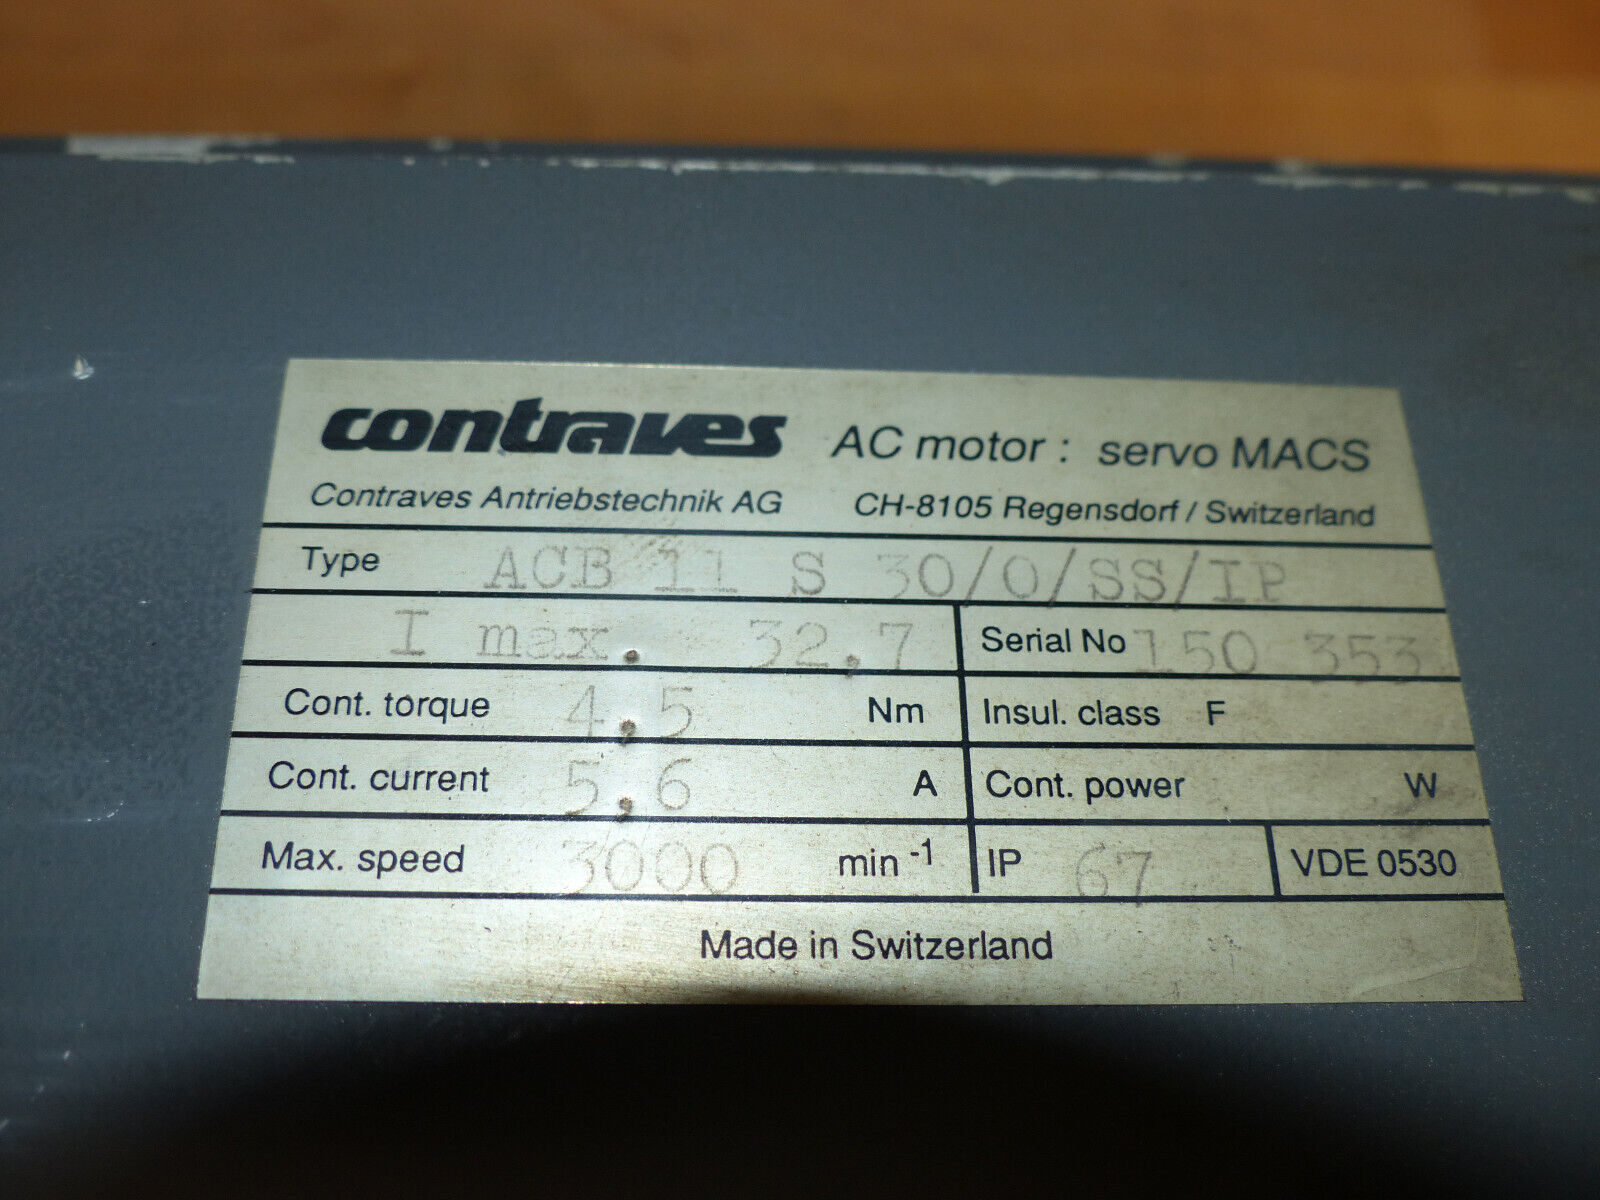 contraves AC motor : servo MACS
Contraves Antriebstechnik AG CH-8105 Regensdorf / Switzerland
Type ACB 11 S 30/0/SS/IP
I max. 32,7 Serial No 150 353
Cont. torque 4,5 Nm Insul. class F
Cont. current 5,6 A Cont. power W
Max. speed 3000 min -1 IP 67 VDE 0530
Made in Switzerland